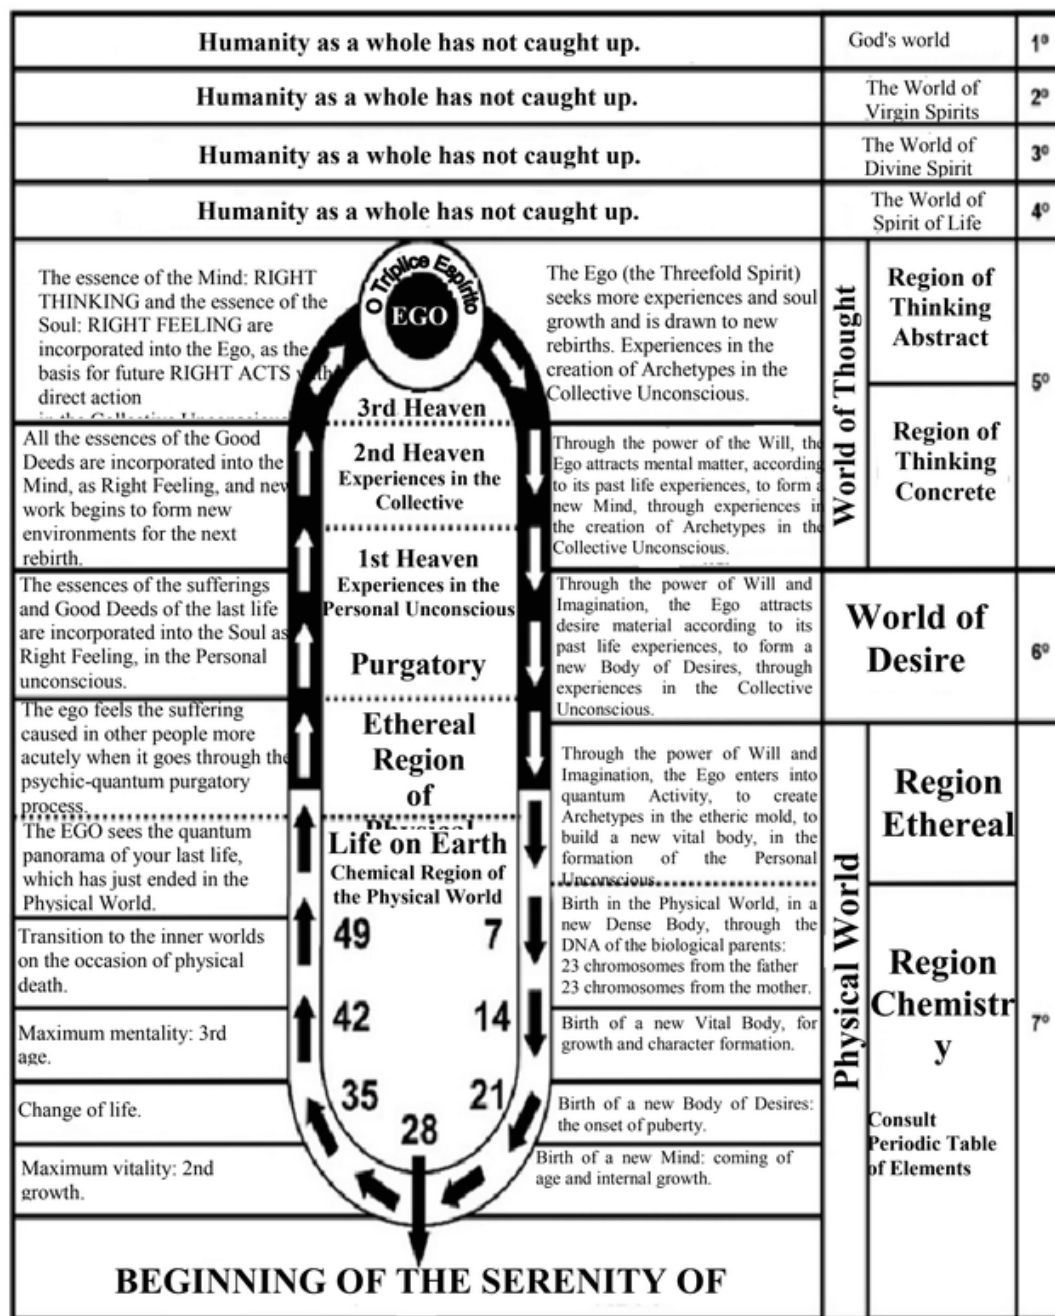 Humanity as a whole has not caught up.
God's world
1º
Humanity as a whole has not caught up.
The World of
Virgin Spirits
2º
Humanity as a whole has not caught up.
The World of
Divine Spirit
3º
Humanity as a whole has not caught up.
The World of
Spirit of Life
4º
The essence of the Mind: RIGHT
THINKING and the essence of the
Soul: RIGHT FEELING are
incorporated into the Ego, as the
basis for future RIGHT ACTS with
direct action
in the Collective Unconscious
O Tríplice Espírito
EGO
The Ego (the Threefold Spirit)
seeks more experiences and soul
growth and is drawn to new
rebirths. Experiences in the
creation of Archetypes in the
Collective Unconscious.
World of Thought
Region of
Thinking
Abstract
5º
3rd Heaven
All the essences of the Good
Deeds are incorporated into the
Mind, as Right Feeling, and new
work begins to form new
environments for the next
rebirth.
2nd Heaven
Experiences in the
Collective
Through the power of the Will, the
Ego attracts mental matter, according
to its past life experiences, to form a
new Mind, through experiences in
the creation of Archetypes in the
Collective Unconscious.
Region of
Thinking
Concrete
The essences of the sufferings
and Good Deeds of the last life
are incorporated into the Soul as
Right Feeling, in the Personal
unconscious.
1st Heaven
Experiences in the
Personal Unconscious
Purgatory
Through the power of Will and
Imagination, the Ego attracts
desire material according to its
past life experiences, to form a
new Body of Desires, through
experiences in the Collective
Unconscious.
World of
Desire
6º
The ego feels the suffering
caused in other people more
acutely when it goes through the
psychic-quantum purgatory
process.
Ethereal
Region
of
Physical
Through the power of Will and
Imagination, the Ego enters into
quantum Activity, to create
Archetypes in the etheric mold, to
build a new vital body, in the
formation of the Personal
Unconscious.
Physical World
Region
Ethereal
7º
The EGO sees the quantum
panorama of your last life,
which has just ended in the
Physical World.
Life on Earth
Chemical Region of
the Physical World
Birth in the Physical World, in a
new Dense Body, through the
DNA of the biological parents:
23 chromosomes from the father
23 chromosomes from the mother.
Region
Chemistr
y
Transition to the inner worlds
on the occasion of physical
death.
49
7
Maximum mentality: 3rd
age.
42
14
Birth of a new Vital Body, for
growth and character formation.
Change of life.
35
21
Birth of a new Body of Desires:
the onset of puberty.
Consult
Periodic Table
of Elements
28
Maximum vitality: 2nd
growth.
Birth of a new Mind: coming of
age and internal growth.
BEGINNING OF THE SERENITY OF